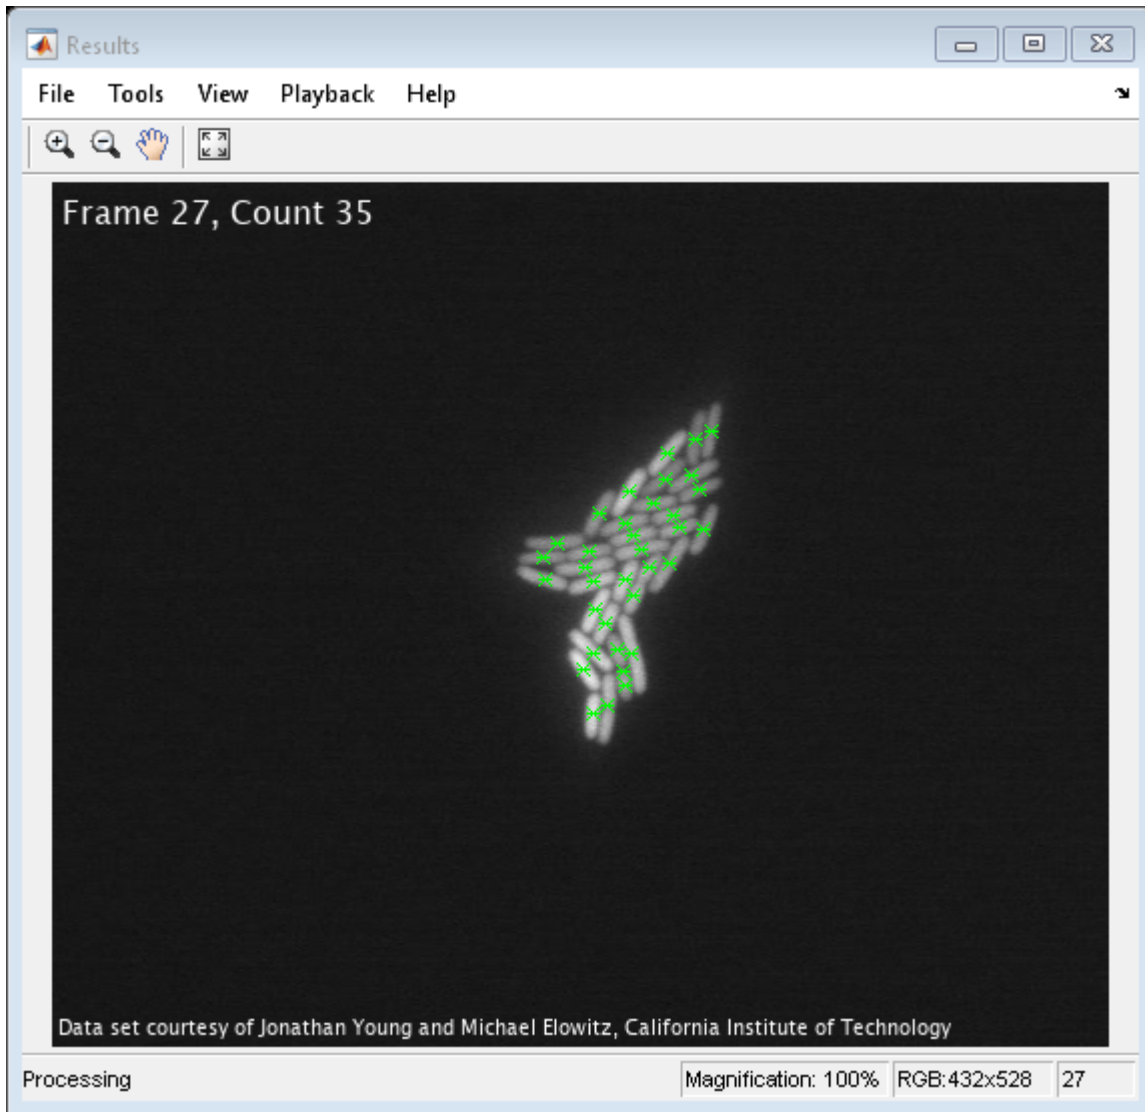 Results
File Tools View Playback Help
Frame 27, Count 35
Data set courtesy of Jonathan Young and Michael Elowitz, California Institute of Technology
Processing Magnification: 100% RGB:432x528 27